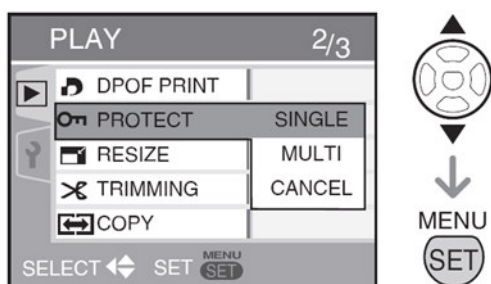 PLAY 2/3
DPOF PRINT
PROTECT SINGLE
RESIZE MULTI
TRIMMING CANCEL
COPY
SELECT SET MENU SET
MENU
SET